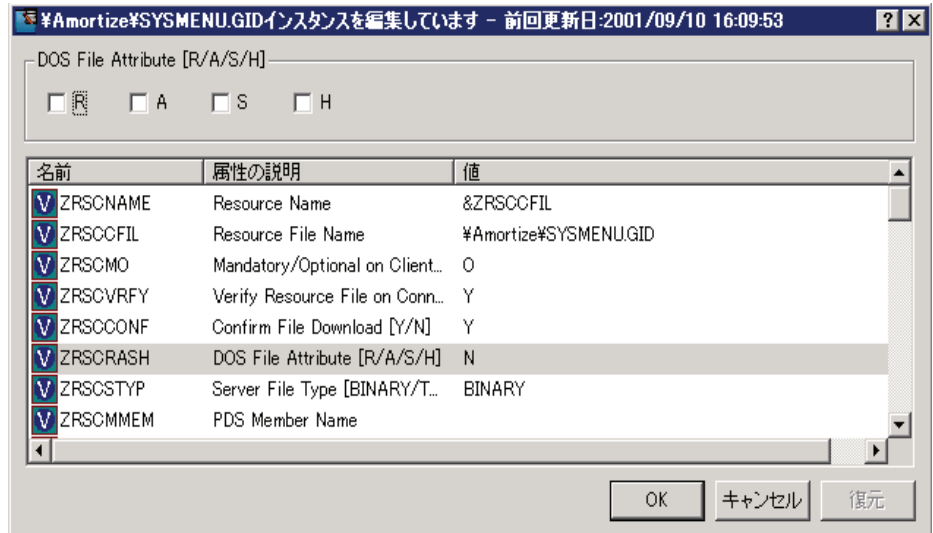 ¥Amortize¥SYSMENU.GIDインスタンスを編集しています - 前回更新日:2001/09/10 16:09:53
DOS File Attribute [R/A/S/H]
R A S H
名前 属性の説明 値
ZRSCNAME Resource Name &ZRSCCFIL
ZRSCCFIL Resource File Name ¥Amortize¥SYSMENU.GID
ZRSCMO Mandatory/Optional on Client... O
ZRSCVRFY Verify Resource File on Conn... Y
ZRSCCONF Confirm File Download [Y/N] Y
ZRSCRASH DOS File Attribute [R/A/S/H] N
ZRSCSTYP Server File Type [BINARY/T... BINARY
ZRSCMMEM PDS Member Name
OK キャンセル 復元